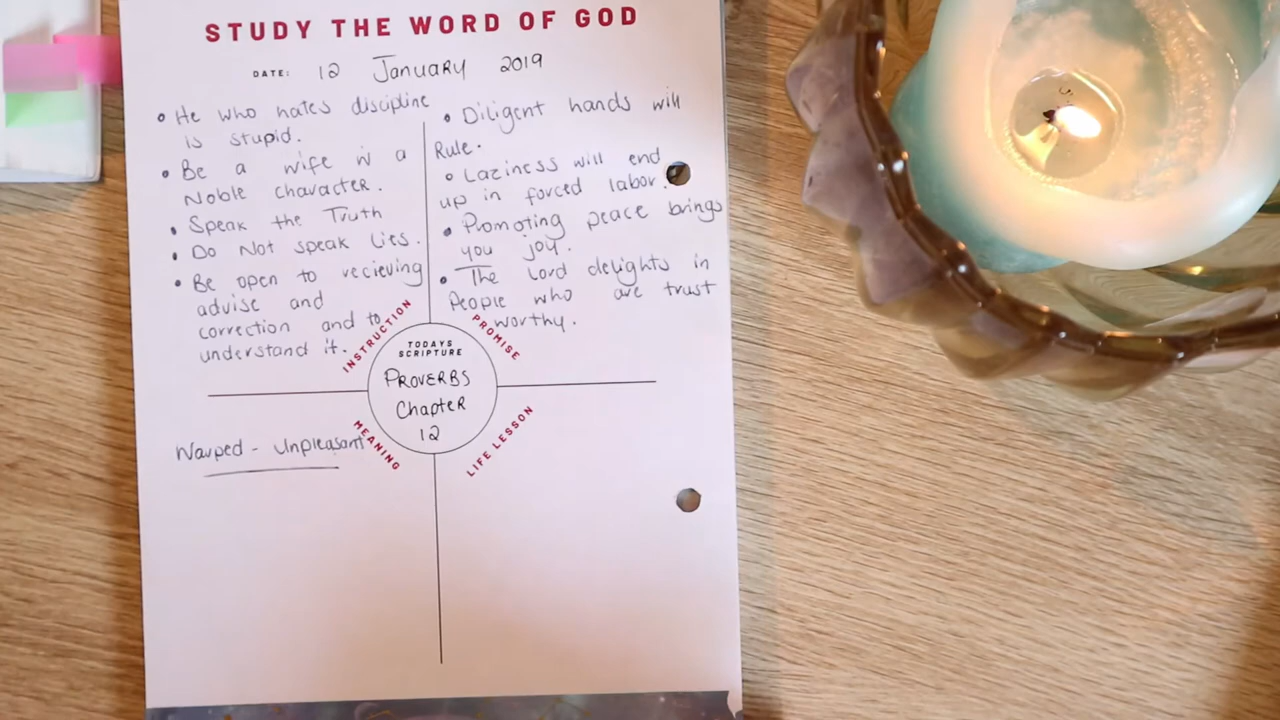 STUDY THE WORD OF GOD
DATE: 12 January 2019
• He who hates discipline
is stupid.
• Be a wife w a
Noble character.
• Speak the Truth
• Do Not speak lies.
• Be open to recieving
advise and
correction and to
understand it.
INSTRUCTION
• Diligent hands will
Rule.
• Laziness will end
up in forced labor.
• Promoting peace brings
you joy.
• The Lord delights in
People who are trust
worthy.
PROMISE
TODAYS
SCRIPTURE
PROVERBS
Chapter
12
Warped - Unpleasant
MEANING
LIFE LESSON